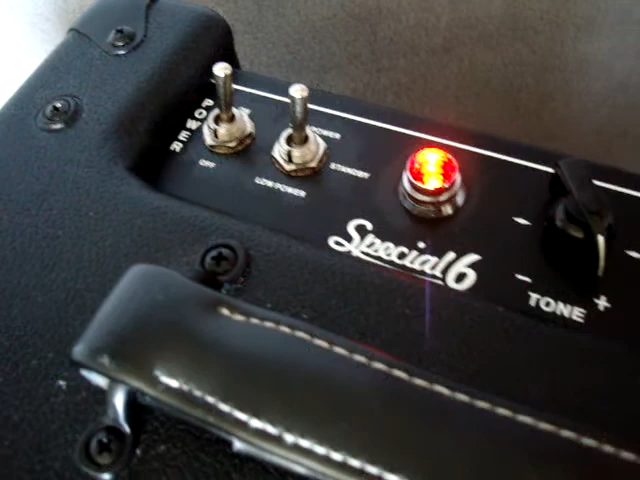 POWER
OFF
POWER
STANDBY
LOW POWER
Special 6
- +
TONE